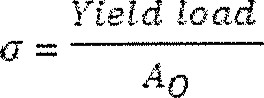 σ = Yield load / A_O